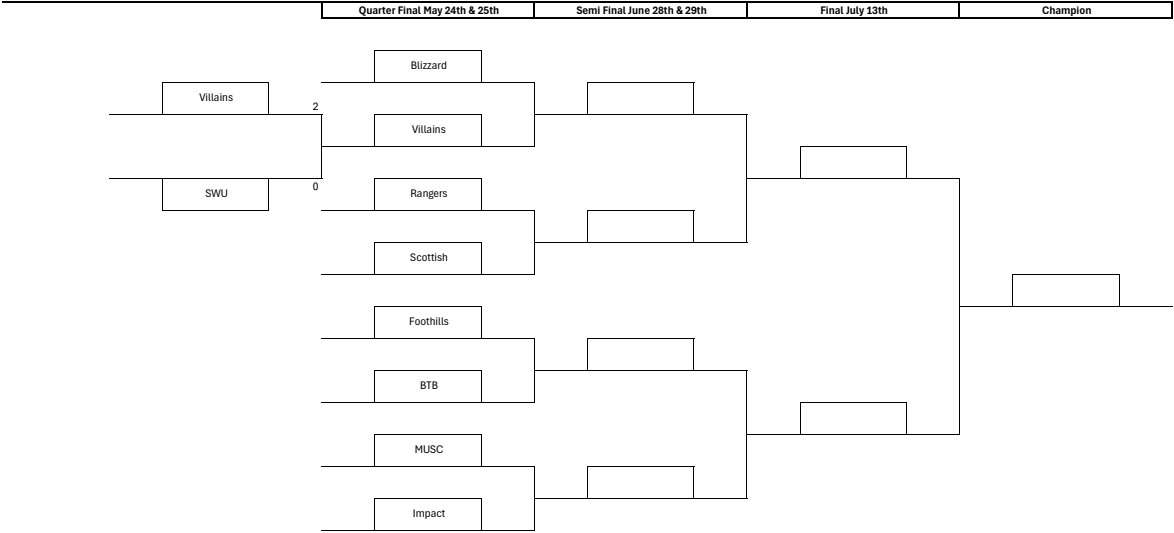 Quarter Final May 24th & 25th
Semi Final June 28th & 29th
Final July 13th
Champion
Blizzard
Villains
2
Villains
0
SWU
Rangers
Scottish
Foothills
BTB
MUSC
Impact